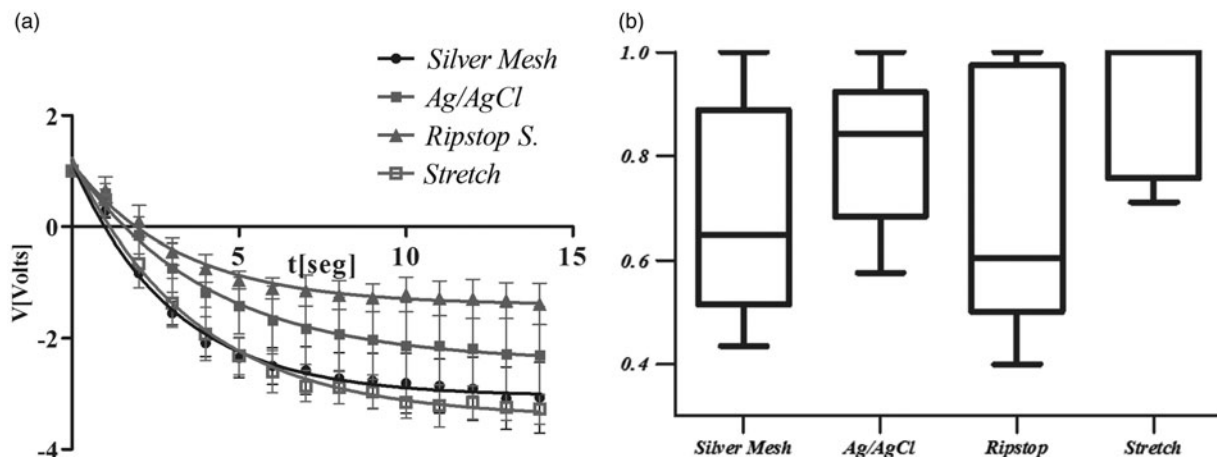 (a)
Silver Mesh
Ag/AgCl
Ripstop S.
Stretch
2
0
-2
-4
5
10
15
t[seg]
V[Volts]
(b)
1.0
0.8
0.6
0.4
Silver Mesh
Ag/AgCl
Ripstop
Stretch